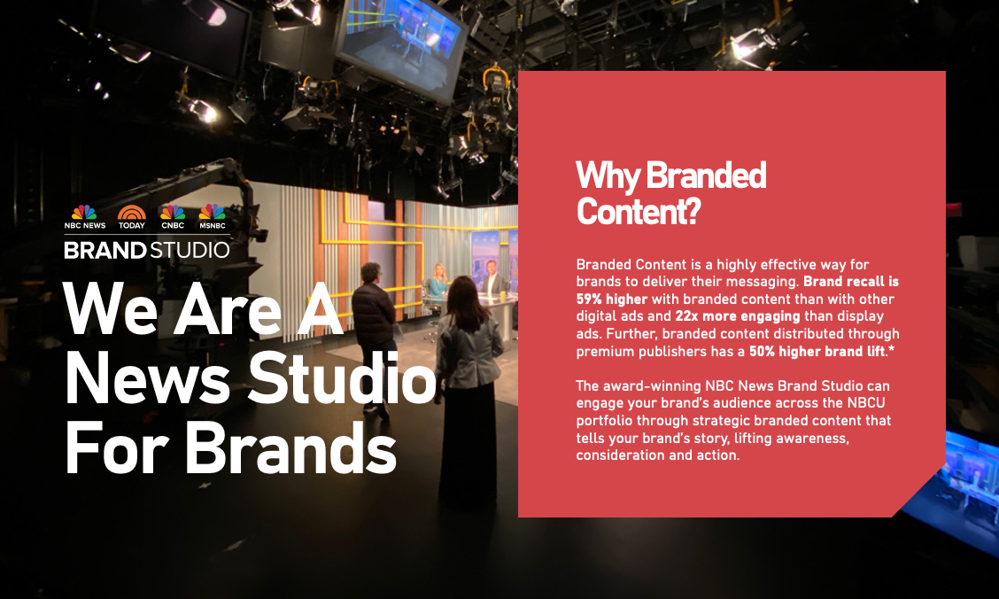 NBC NEWS TODAY CNBC MSNBC
BRAND STUDIO
We Are A
News Studio
For Brands
Why Branded
Content?
Branded Content is a highly effective way for
brands to deliver their messaging. Brand recall is
59% higher with branded content than with other
digital ads and 22x more engaging than display
ads. Further, branded content distributed through
premium publishers has a 50% higher brand lift.*
The award-winning NBC News Brand Studio can
engage your brand's audience across the NBCU
portfolio through strategic branded content that
tells your brand's story, lifting awareness,
consideration and action.